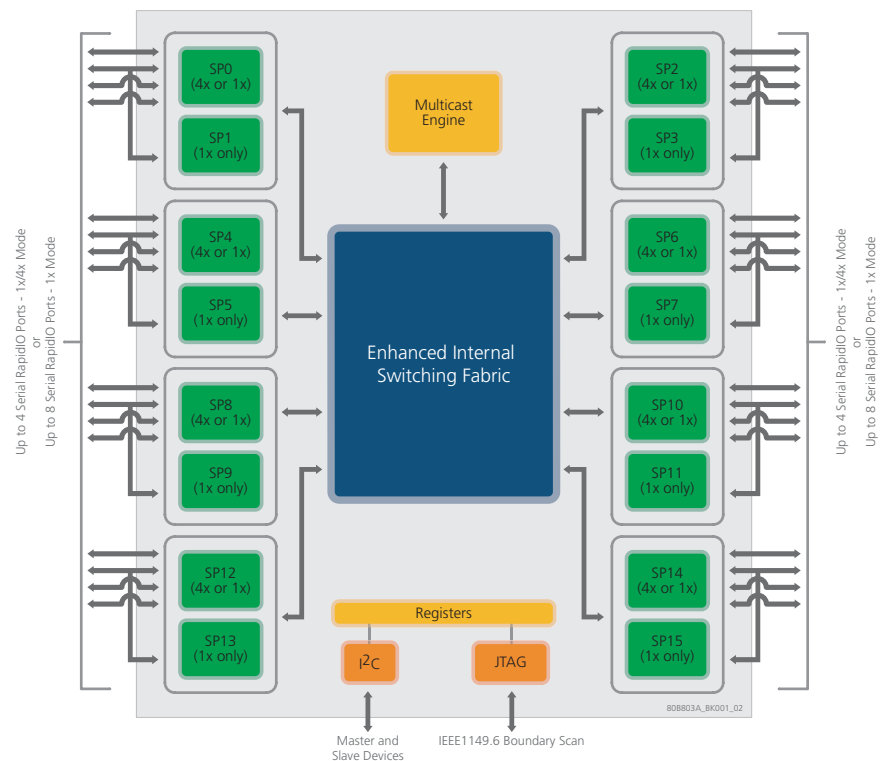 Up to 4 Serial RapidIO Ports - 1x/4x Mode
or
Up to 8 Serial RapidIO Ports - 1x Mode
SP0
(4x or 1x)
SP1
(1x only)
SP4
(4x or 1x)
SP5
(1x only)
SP8
(4x or 1x)
SP9
(1x only)
SP12
(4x or 1x)
SP13
(1x only)
Multicast
Engine
Enhanced Internal
Switching Fabric
Registers
I2C
JTAG
Master and
Slave Devices
IEEE1149.6 Boundary Scan
SP2
(4x or 1x)
SP3
(1x only)
SP6
(4x or 1x)
SP7
(1x only)
SP10
(4x or 1x)
SP11
(1x only)
SP14
(4x or 1x)
SP15
(1x only)
80B803A_BK001_02
Up to 4 Serial RapidIO Ports - 1x/4x Mode
or
Up to 8 Serial RapidIO Ports - 1x Mode